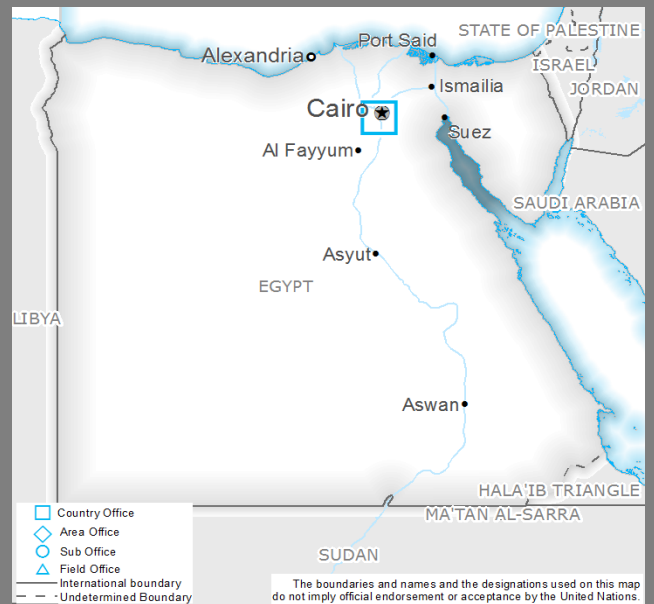 STATE OF PALESTINE
Port Said
Alexandria
ISRAEL
Ismailia
JORDAN
Cairo
Suez
Al Fayyum
SAUDI ARABIA
Asyut
EGYPT
LIBYA
Aswan
HALA'IB TRIANGLE
MA'TAN AL-SARRA
SUDAN
Country Office
Area Office
Sub Office
Field Office
International boundary
Undetermined Boundary
The boundaries and names and the designations used on this map
do not imply official endorsement or acceptance by the United Nations.